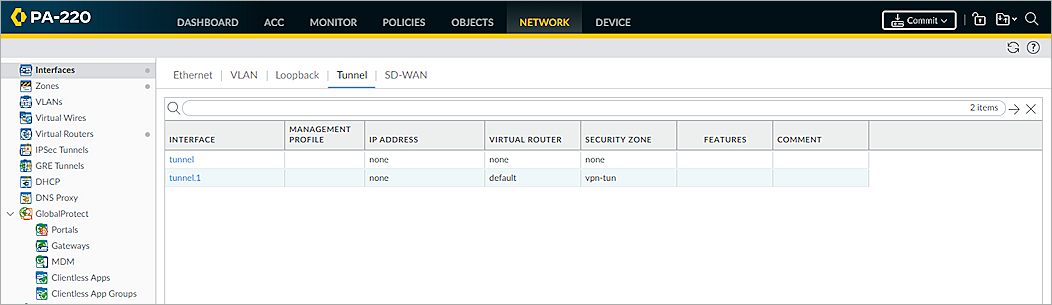 PA-220 DASHBOARD ACC MONITOR POLICIES OBJECTS NETWORK DEVICE Commit
Interfaces
Zones
VLANs
Virtual Wires
Virtual Routers
IPSec Tunnels
GRE Tunnels
DHCP
DNS Proxy
GlobalProtect
Portals
Gateways
MDM
Clientless Apps
Clientless App Groups
Ethernet VLAN Loopback Tunnel SD-WAN
2 items
INTERFACE MANAGEMENT PROFILE IP ADDRESS VIRTUAL ROUTER SECURITY ZONE FEATURES COMMENT
tunnel none none none
tunnel.1 none default vpn-tun